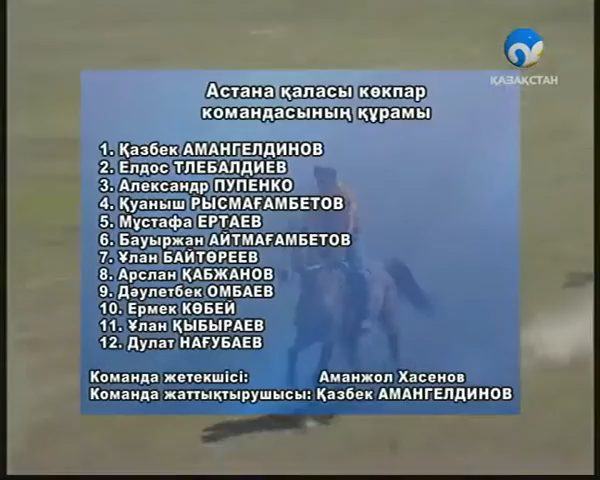 ҚАЗАҚСТАН
Астана қаласы көкпар
командасының құрамы
1. Қазбек АМАНГЕЛДИНОВ
2. Елдос ТЛЕБАЛДИЕВ
3. Александр ПУПЕНКО
4. Қуаныш РЫСМАҒАМБЕТОВ
5. Мұстафа ЕРТАЕВ
6. Бауыржан АЙТМАҒАМБЕТОВ
7. Ұлан БАЙТӨРЕЕВ
8. Арслан ҚАБЖАНОВ
9. Дәулетбек ОМБАЕВ
10. Ермек КӨБЕЙ
11. Ұлан ҚЫБЫРАЕВ
12. Дулат НАҒУБАЕВ
Команда жетекшісі: Аманжол Хасенов
Команда жаттықтырушысы: Қазбек АМАНГЕЛДИНОВ